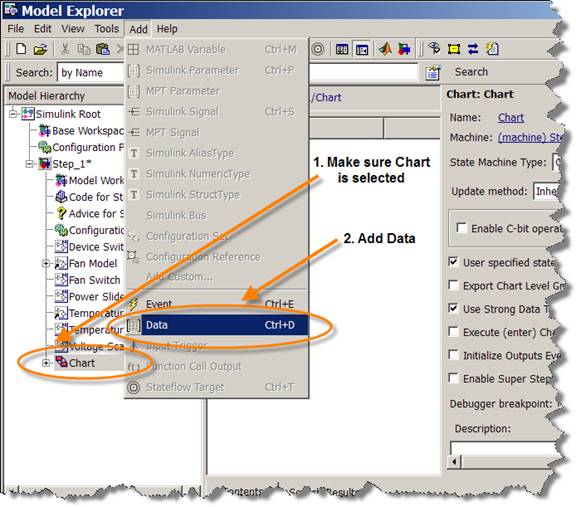 Model Explorer
File Edit View Tools Add Help
Search: by Name
Search
Model Hierarchy
Simulink Root
Base Workspac
Configuration P
Step_1*
Model Work
Code for St
Advice for S
Configuratio
Device Swit
Fan Model
Fan Switch
Power Slide
Temperatur
Temperatur
Voltage Sca
Chart
MATLAB Variable Ctrl+M
Simulink Parameter Ctrl+P
MPT Parameter
Simulink Signal Ctrl+S
MPT Signal
Simulink AliasType
Simulink NumericType
Simulink StructType
Simulink Bus
Configuration Set
Configuration Reference
Add Custom...
Event Ctrl+E
Data Ctrl+D
Input Trigger
Function Call Output
Stateflow Target Ctrl+T
/Chart
1. Make sure Chart
is selected
2. Add Data
Contents
Search Results
Chart: Chart
Name: Chart
Machine: (machine) Ste
State Machine Type:
Update method: Inhe
Enable C-bit operat
User specified state
Export Chart Level Gr
Use Strong Data T
Execute (enter) Ch
Initialize Outputs Eve
Enable Super Step
Debugger breakpoint:
Description: